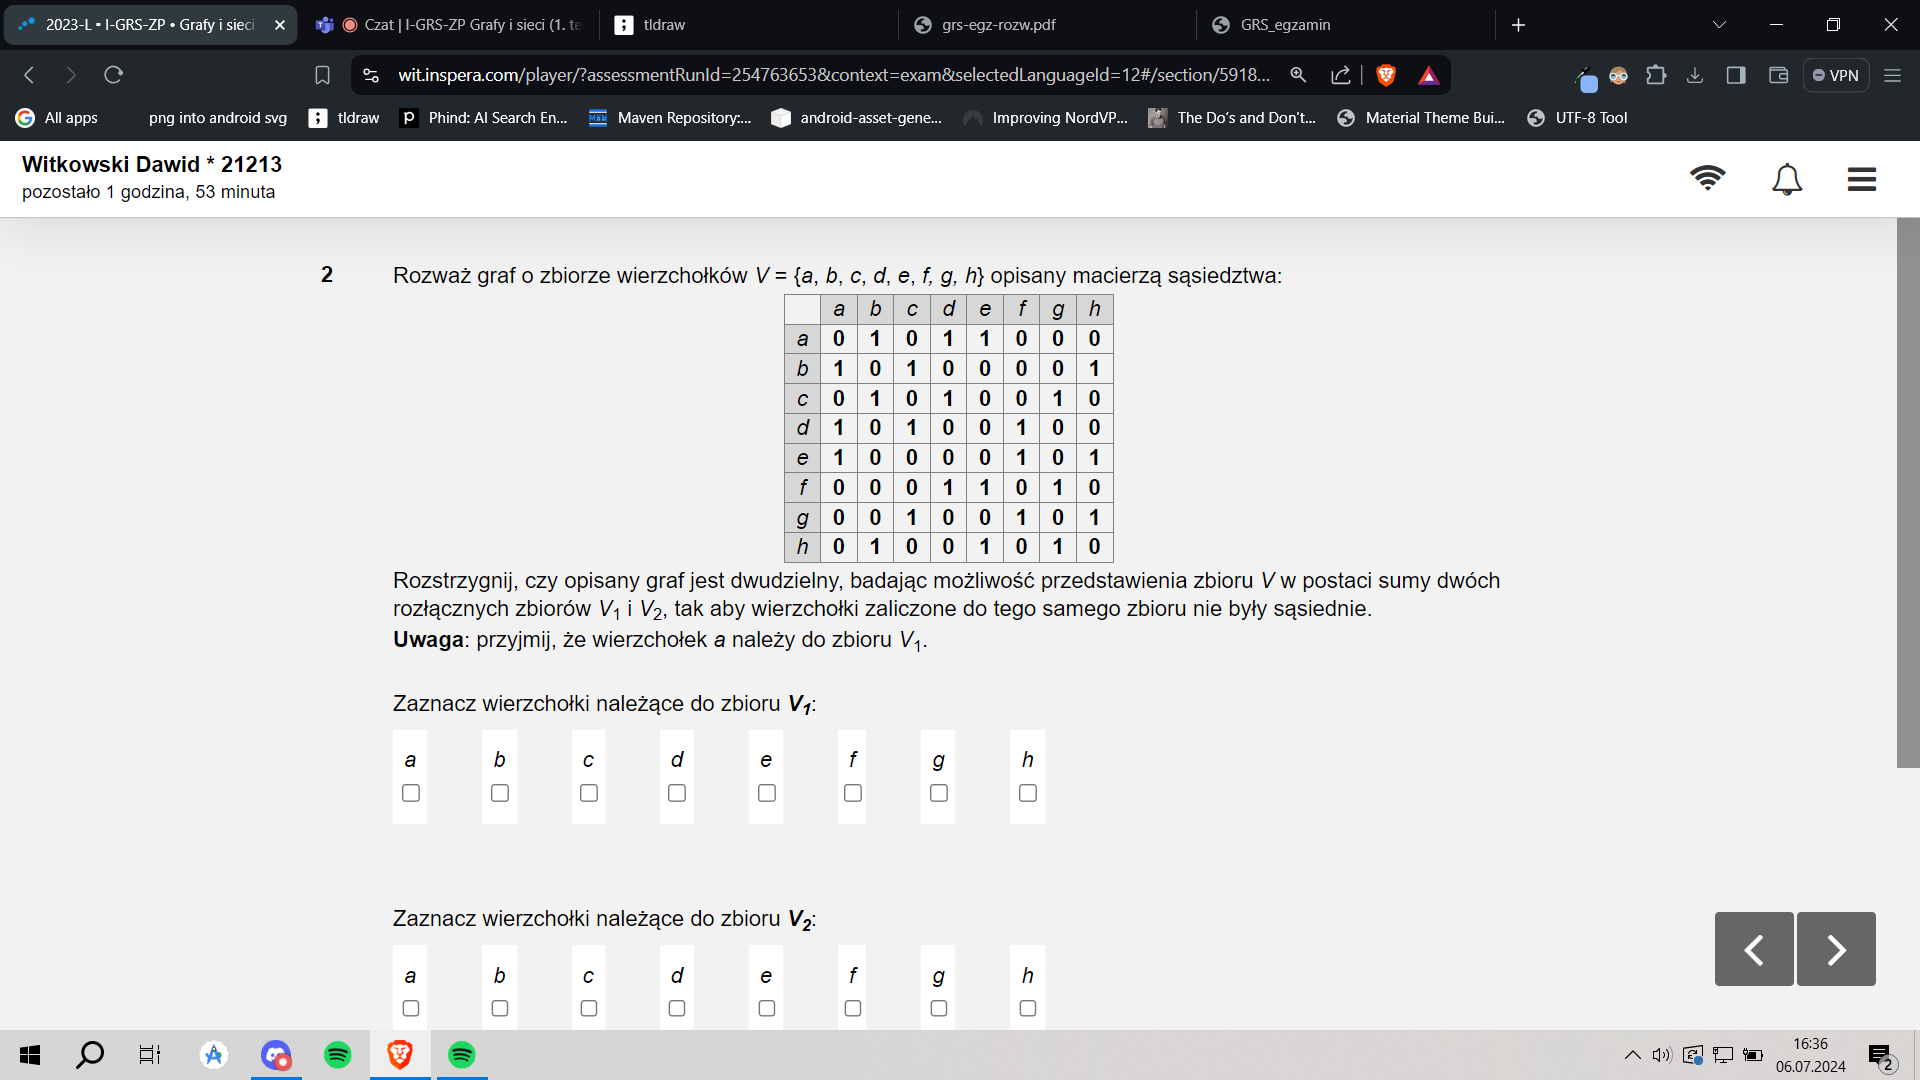 2023-L • I-GRS-ZP • Grafy i sieci
Czat | I-GRS-ZP Grafy i sieci (1. te
tldraw
grs-egz-rozw.pdf
GRS_egzamin
wit.inspera.com/player/?assessmentRunId=254763653&context=exam&selectedLanguageId=12#/section/5918...
VPN
All apps
png into android svg
tldraw
Phind: AI Search En...
Maven Repository:...
android-asset-gene...
Improving NordVP...
The Do's and Don't...
Material Theme Bui...
UTF-8 Tool
Witkowski Dawid * 21213
pozostało 1 godzina, 53 minuta
2 Rozważ graf o zbiorze wierzchołków V = {a, b, c, d, e, f, g, h} opisany macierzą sąsiedztwa:
a b c d e f g h
a 0 1 0 1 1 0 0 0
b 1 0 1 0 0 0 0 1
c 0 1 0 1 0 0 1 0
d 1 0 1 0 0 1 0 0
e 1 0 0 0 0 1 0 1
f 0 0 0 1 1 0 1 0
g 0 0 1 0 0 1 0 1
h 0 1 0 0 1 0 1 0
Rozstrzygnij, czy opisany graf jest dwudzielny, badając możliwość przedstawienia zbioru V w postaci sumy dwóch
rozłącznych zbiorów V1 i V2, tak aby wierzchołki zaliczone do tego samego zbioru nie były sąsiednie.
Uwaga: przyjmij, że wierzchołek a należy do zbioru V1.
Zaznacz wierzchołki należące do zbioru V1:
a b c d e f g h
Zaznacz wierzchołki należące do zbioru V2:
a b c d e f g h
16:36
06.07.2024
2